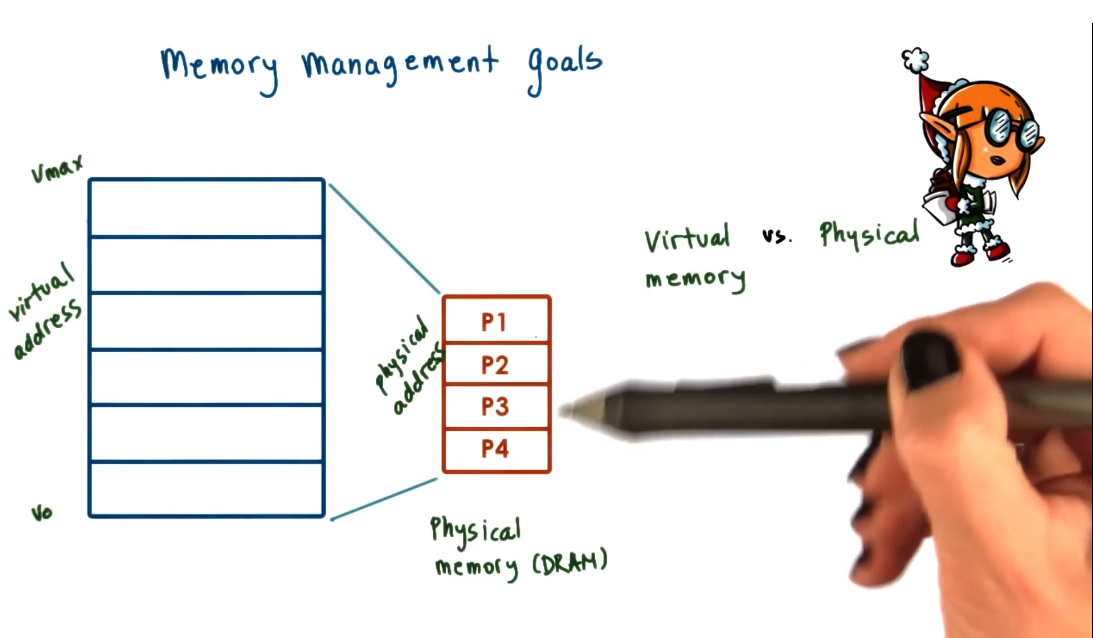 Memory management goals
Vmax
virtual
address
Vo
physical
address
P1
P2
P3
P4
Physical
memory (DRAM)
Virtual vs. Physical
memory